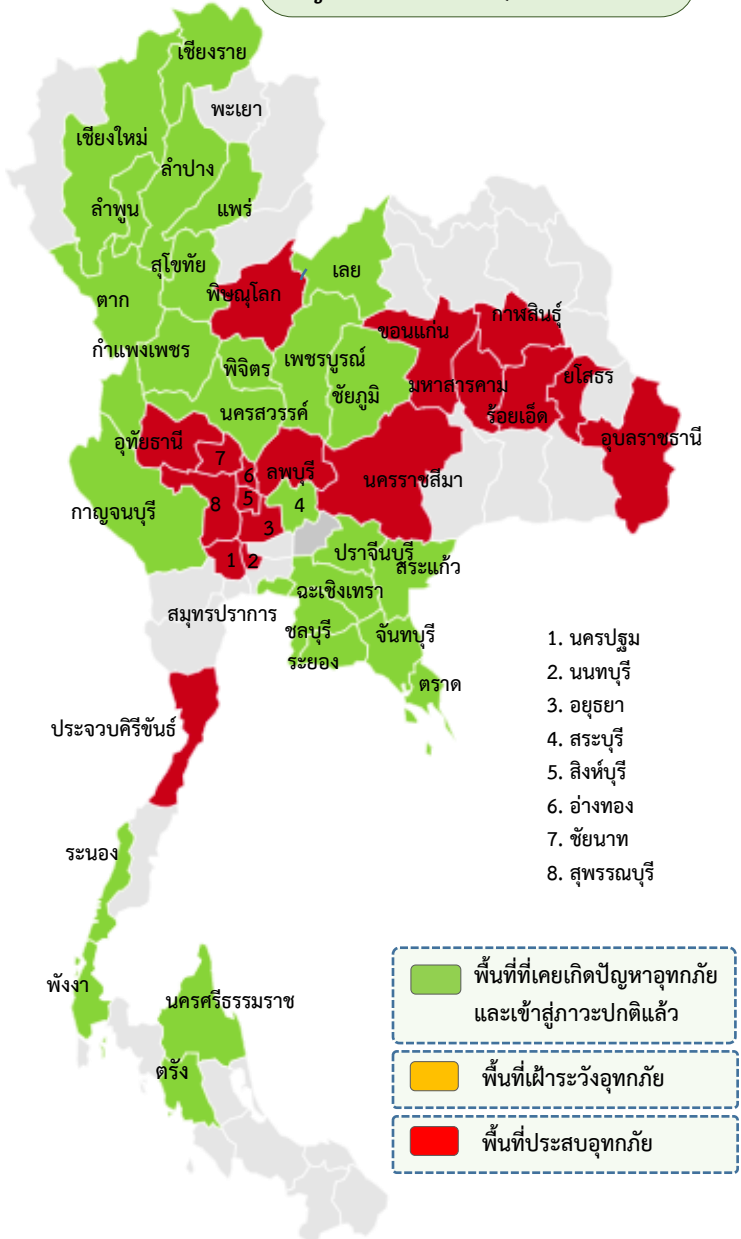 เชียงราย
พะเยา
เชียงใหม่
ลำปาง
ลำพูน
แพร่
สุโขทัย
เลย
ตาก
พิษณุโลก
กาฬสินธุ์
ขอนแก่น
กำแพงเพชร
เพชรบูรณ์
พิจิตร
ยโสธร
มหาสารคาม
ชัยภูมิ
นครสวรรค์
ร้อยเอ็ด
อุทัยธานี
อุบลราชธานี
7
ลพบุรี
6
นครราชสีมา
กาญจนบุรี
8
5
4
3
ปราจีนบุรี
1
2
สระแก้ว
ฉะเชิงเทรา
สมุทรปราการ
ชลบุรี
จันทบุรี
ระยอง
ตราด
1. นครปฐม
2. นนทบุรี
3. อยุธยา
4. สระบุรี
5. สิงห์บุรี
6. อ่างทอง
7. ชัยนาท
8. สุพรรณบุรี
ประจวบคิรีขันธ์
ระนอง
พังงา
นครศรีธรรมราช
ตรัง
พื้นที่ที่เคยเกิดปัญหาอุทกภัย
และเข้าสู่ภาวะปกติแล้ว
พื้นที่เฝ้าระวังอุทกภัย
พื้นที่ประสบอุทกภัย